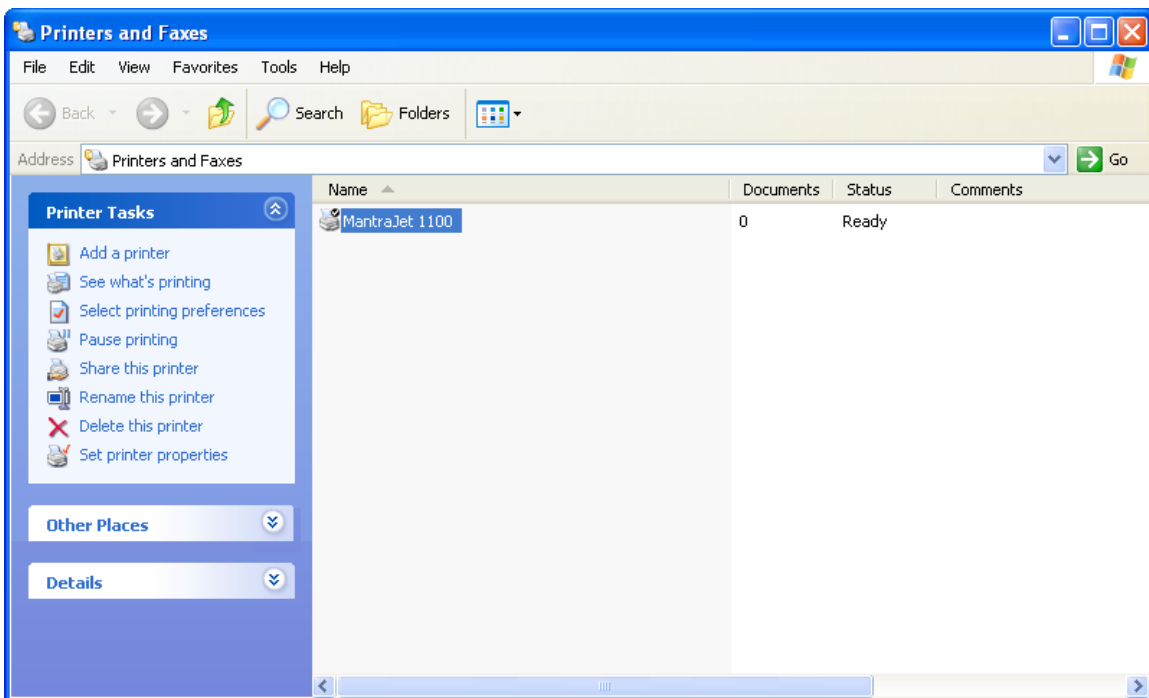 Printers and Faxes
File Edit View Favorites Tools Help
Back Search Folders
Address Printers and Faxes Go
Name Documents Status Comments
Printer Tasks
MantraJet 1100 0 Ready
Add a printer
See what's printing
Select printing preferences
Pause printing
Share this printer
Rename this printer
Delete this printer
Set printer properties
Other Places
Details